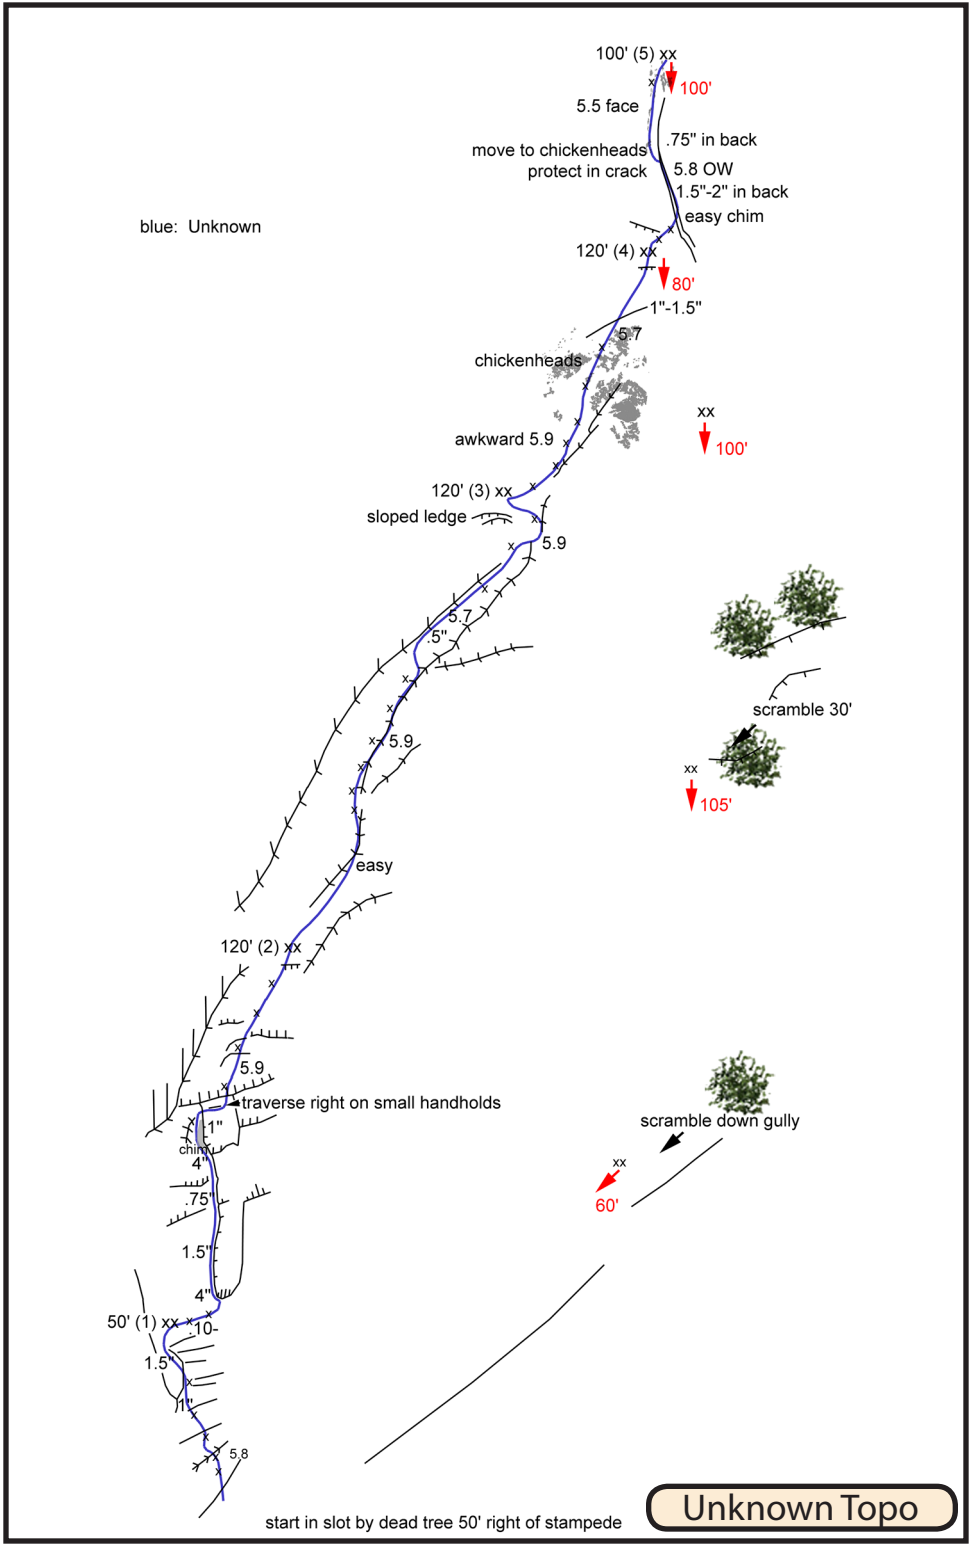 100' (5) xx
100'
5.5 face
.75" in back
move to chickenheads
protect in crack
5.8 OW
1.5"-2" in back
easy chim
blue: Unknown
120' (4) xx
80'
1"-1.5"
5.7
chickenheads
xx
awkward 5.9
100'
120' (3) xx
sloped ledge
5.9
5.7
.5"
scramble 30'
5.9
xx
105'
easy
120' (2) xx
5.9
traverse right on small handholds
1"
scramble down gully
chim
4"
xx
.75"
60'
1.5"
4"
50' (1) xx
.10-
1.5"
1"
5.8
Unknown Topo
start in slot by dead tree 50' right of stampede